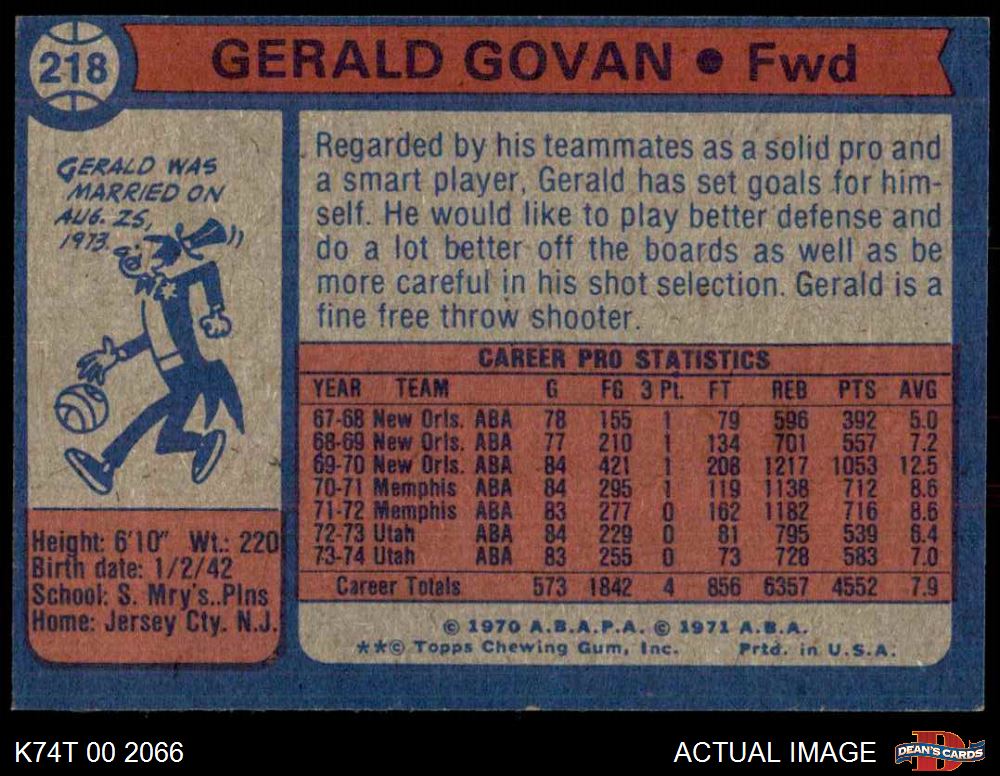 218
GERALD GOVAN • Fwd
GERALD WAS
MARRIED ON
AUG. 25,
1973.
Regarded by his teammates as a solid pro and
a smart player, Gerald has set goals for him-
self. He would like to play better defense and
do a lot better off the boards as well as be
more careful in his shot selection. Gerald is a
fine free throw shooter.
CAREER PRO STATISTICS
YEAR TEAM G FG 3 Pt. FT REB PTS AVG
67-68 New Orls. ABA 78 155 1 79 596 392 5.0
68-69 New Orls. ABA 77 210 1 134 701 557 7.2
69-70 New Orls. ABA 84 421 1 208 1217 1053 12.5
70-71 Memphis ABA 84 295 1 119 1138 712 8.6
71-72 Memphis ABA 83 277 0 162 1182 716 8.6
72-73 Utah ABA 84 229 0 81 795 539 6.4
73-74 Utah ABA 83 255 0 73 728 583 7.0
Career Totals 573 1842 4 856 6357 4552 7.9
Height: 6'10" Wt.: 220
Birth date: 1/2/42
School: S. Mry's..Plns
Home: Jersey Cty. N.J.
© 1970 A.B.A.P.A. © 1971 A.B.A.
**© Topps Chewing Gum, Inc. Prtd. in U.S.A.
K74T 00 2066
ACTUAL IMAGE
DEAN'S CARDS